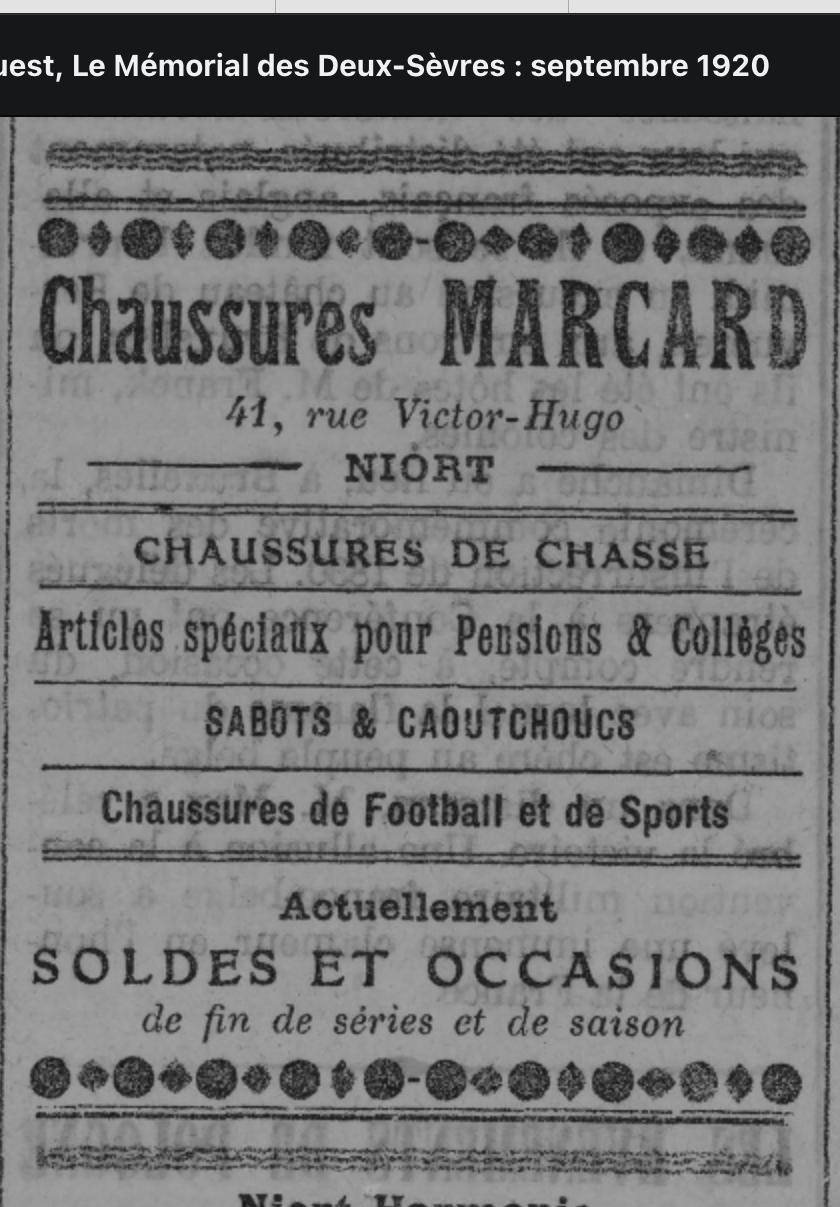 uest, Le Mémorial des Deux-Sèvres : septembre 1920
Chaussures MARCARD
41, rue Victor-Hugo
NIORT
CHAUSSURES DE CHASSE
Articles spéciaux pour Pensions & Collèges
SABOTS & CAOUTCHOUCS
Chaussures de Football et de Sports
Actuellement
SOLDES ET OCCASIONS
de fin de séries et de saison